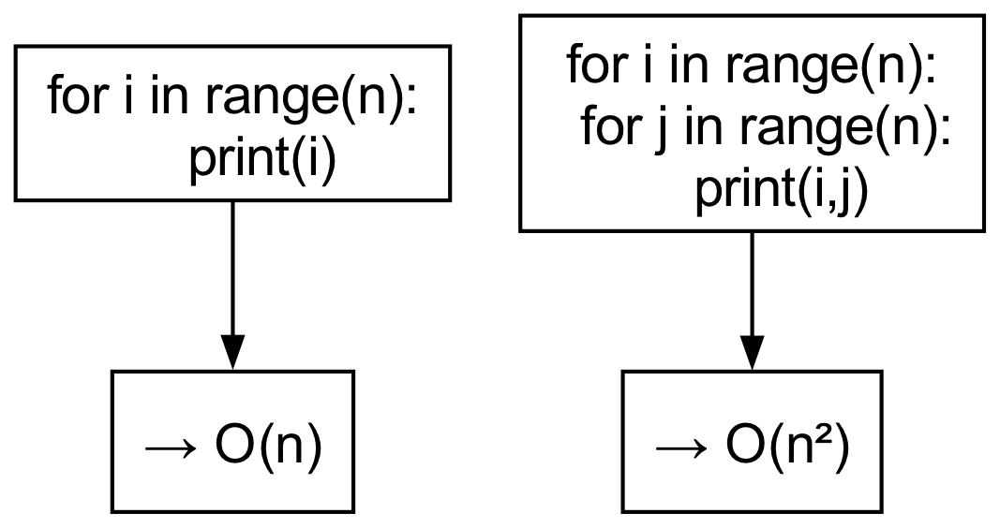 for i in range(n):
print(i)
→ O(n)
for i in range(n):
for j in range(n):
print(i,j)
→ O(n²)